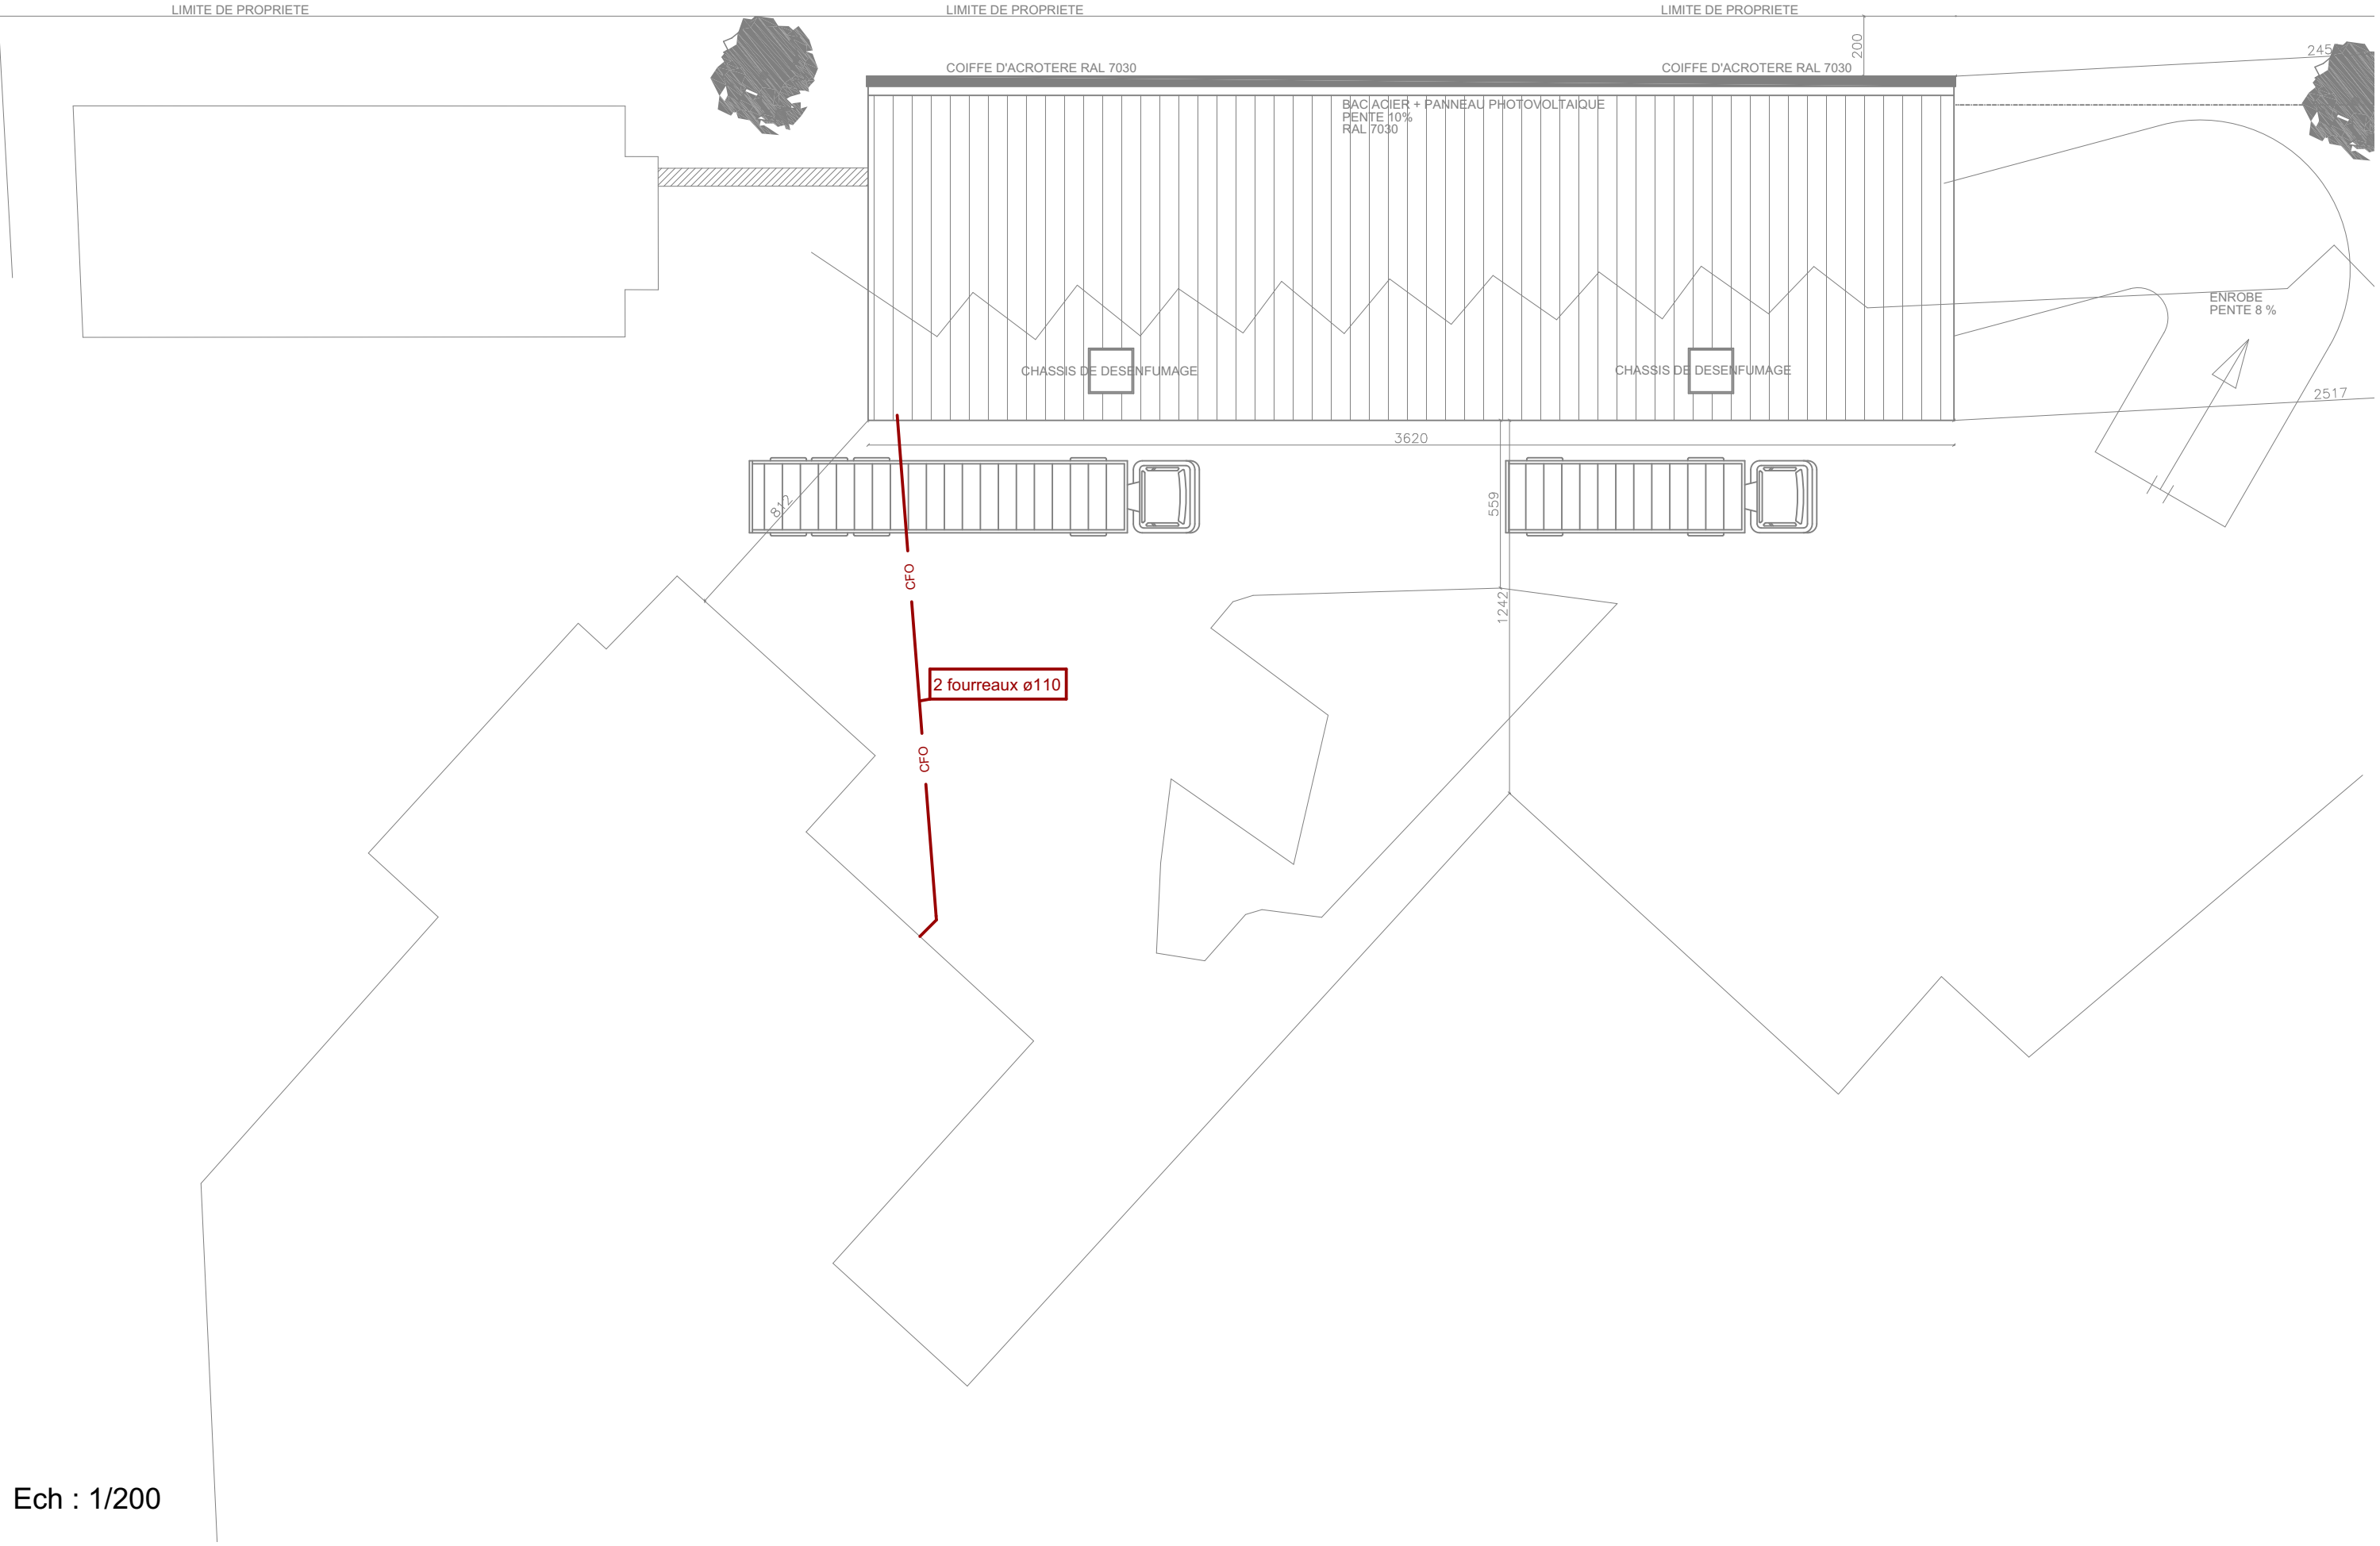 LIMITE DE PROPRIETE
LIMITE DE PROPRIETE
LIMITE DE PROPRIETE
200
245
COIFFE D'ACROTERE RAL 7030
COIFFE D'ACROTERE RAL 7030
BAC ACIER + PANNEAU PHOTOVOLTAIQUE
PENTE 10%
RAL 7030
ENROBE
PENTE 8 %
CHASSIS DE DESENFUMAGE
CHASSIS DE DESENFUMAGE
2517
3620
812
559
CFO
1242
2 fourreaux ø110
CFO
Ech : 1/200